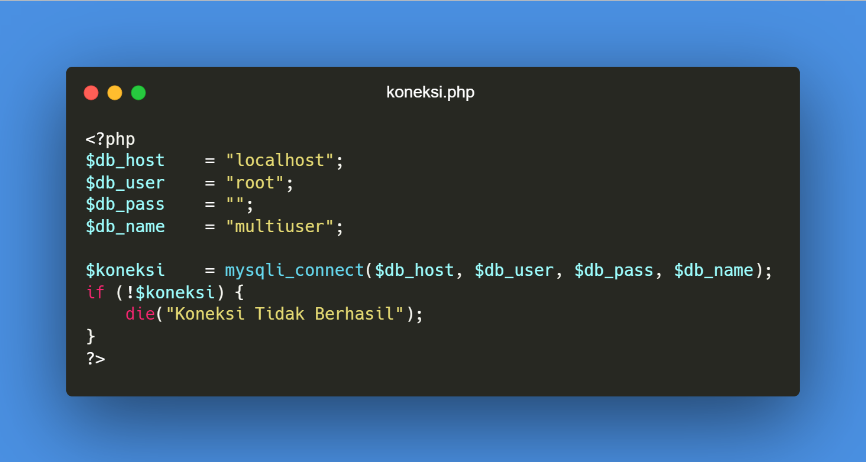 koneksi.php
<?php
$db_host    = "localhost";
$db_user    = "root";
$db_pass    = "";
$db_name    = "multiuser";
$koneksi    = mysqli_connect($db_host, $db_user, $db_pass, $db_name);
if (!$koneksi) {
    die("Koneksi Tidak Berhasil");
}
?>